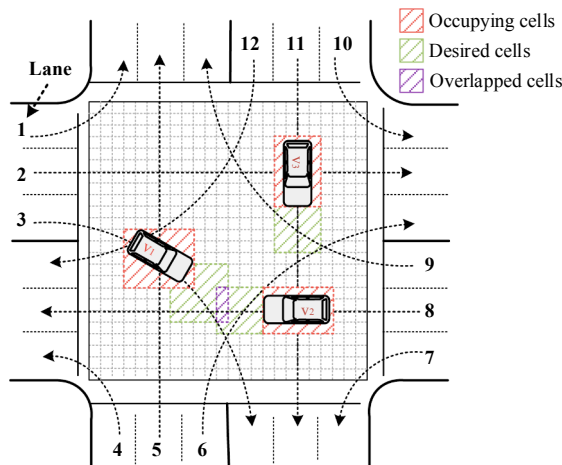 12 11 10
Occupying cells
Desired cells
Overlapped cells
Lane
1
2
3
V3
V1
9
V2
8
7
4 5 6